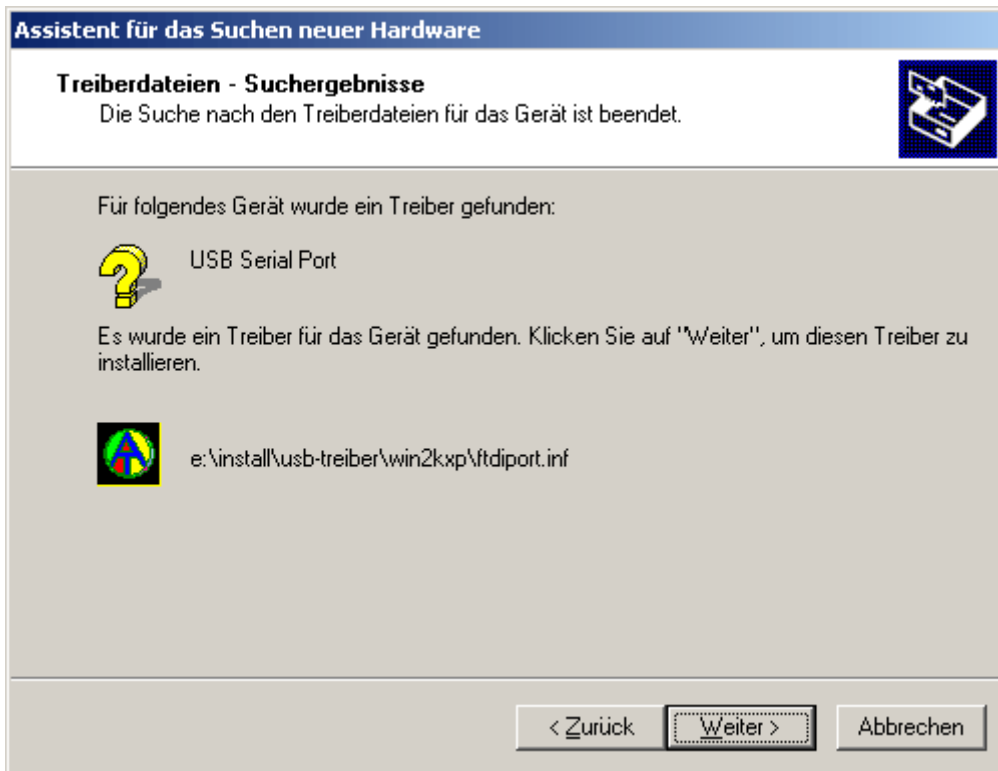 Assistent für das Suchen neuer Hardware
Treiberdateien - Suchergebnisse
Die Suche nach den Treiberdateien für das Gerät ist beendet.
Für folgendes Gerät wurde ein Treiber gefunden:
USB Serial Port
Es wurde ein Treiber für das Gerät gefunden. Klicken Sie auf "Weiter", um diesen Treiber zu
installieren.
e:\install\usb-treiber\win2kxp\ftdiport.inf
< Zurück
Weiter >
Abbrechen